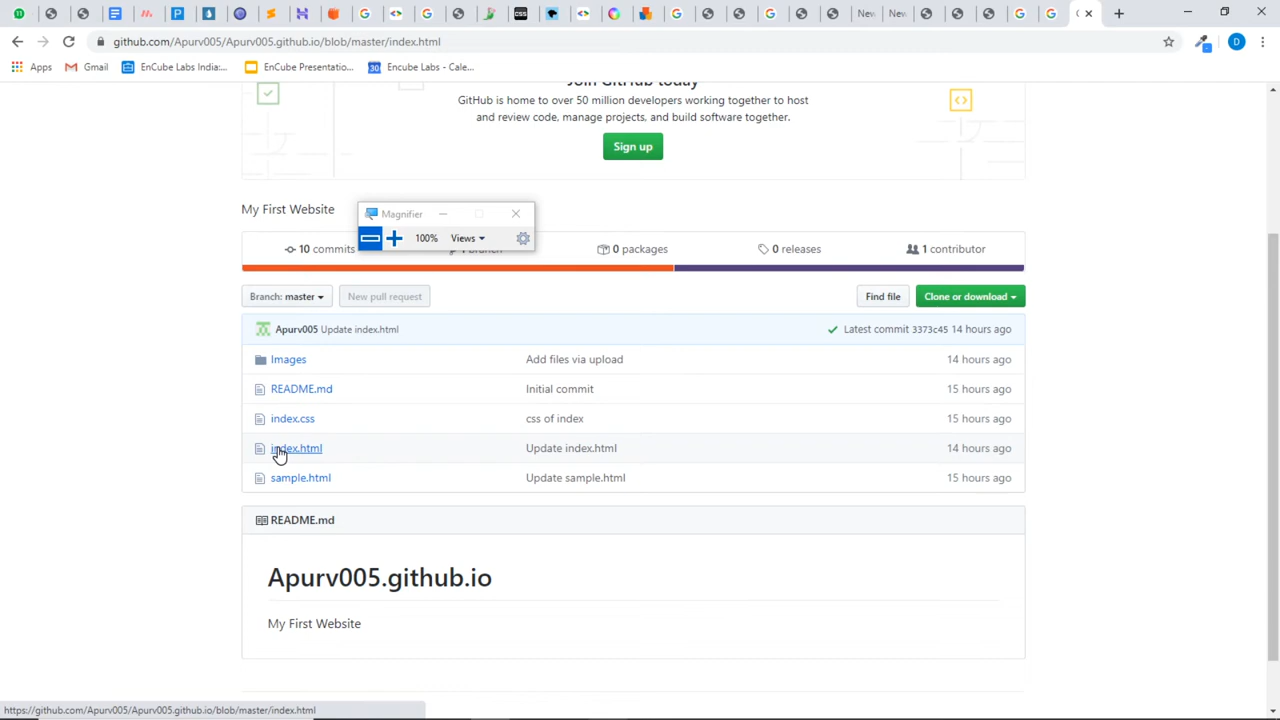 New
New
github.com/Apurv005/Apurv005.github.io/blob/master/index.html
D
Apps
Gmail
EnCube Labs India:...
EnCube Presentatio...
Encube Labs - Cale...
Join GitHub today
GitHub is home to over 50 million developers working together to host
and review code, manage projects, and build software together.
Sign up
My First Website
Magnifier
100%
Views
10 commits
1 branch
0 packages
0 releases
1 contributor
Branch: master
New pull request
Find file
Clone or download
Apurv005 Update index.html
Latest commit 3373c45 14 hours ago
Images
Add files via upload
14 hours ago
README.md
Initial commit
15 hours ago
index.css
css of index
15 hours ago
index.html
Update index.html
14 hours ago
sample.html
Update sample.html
15 hours ago
README.md
Apurv005.github.io
My First Website
https://github.com/Apurv005/Apurv005.github.io/blob/master/index.html